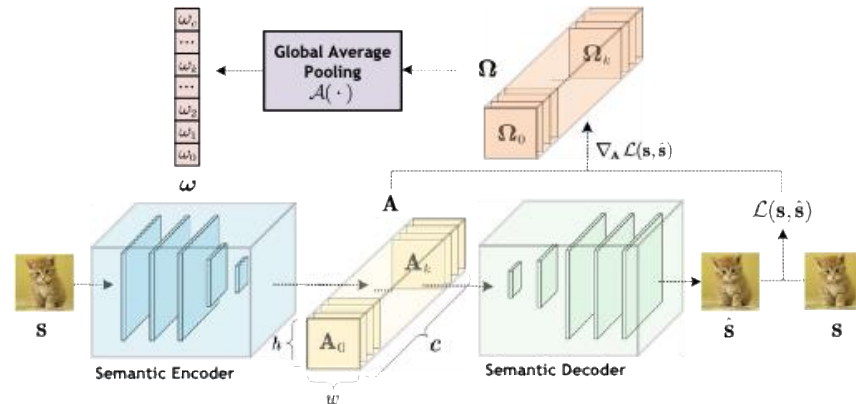 ω_c
...
ω_k
...
ω_2
ω_1
ω_0
ω
Global Average
Pooling
𝒜(·)
Ω
Ω_k
Ω_0
∇_A ℒ(s, ŝ)
A
ℒ(s, ŝ)
A_k
A_0
h
w
c
s
ŝ
s
Semantic Encoder
Semantic Decoder